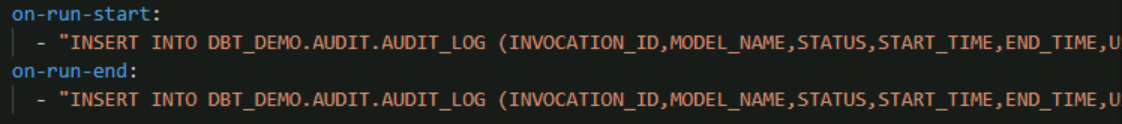 on-run-start:
- "INSERT INTO DBT_DEMO.AUDIT.AUDIT_LOG (INVOCATION_ID,MODEL_NAME,STATUS,START_TIME,END_TIME,U
on-run-end:
- "INSERT INTO DBT_DEMO.AUDIT.AUDIT_LOG (INVOCATION_ID,MODEL_NAME,STATUS,START_TIME,END_TIME,U